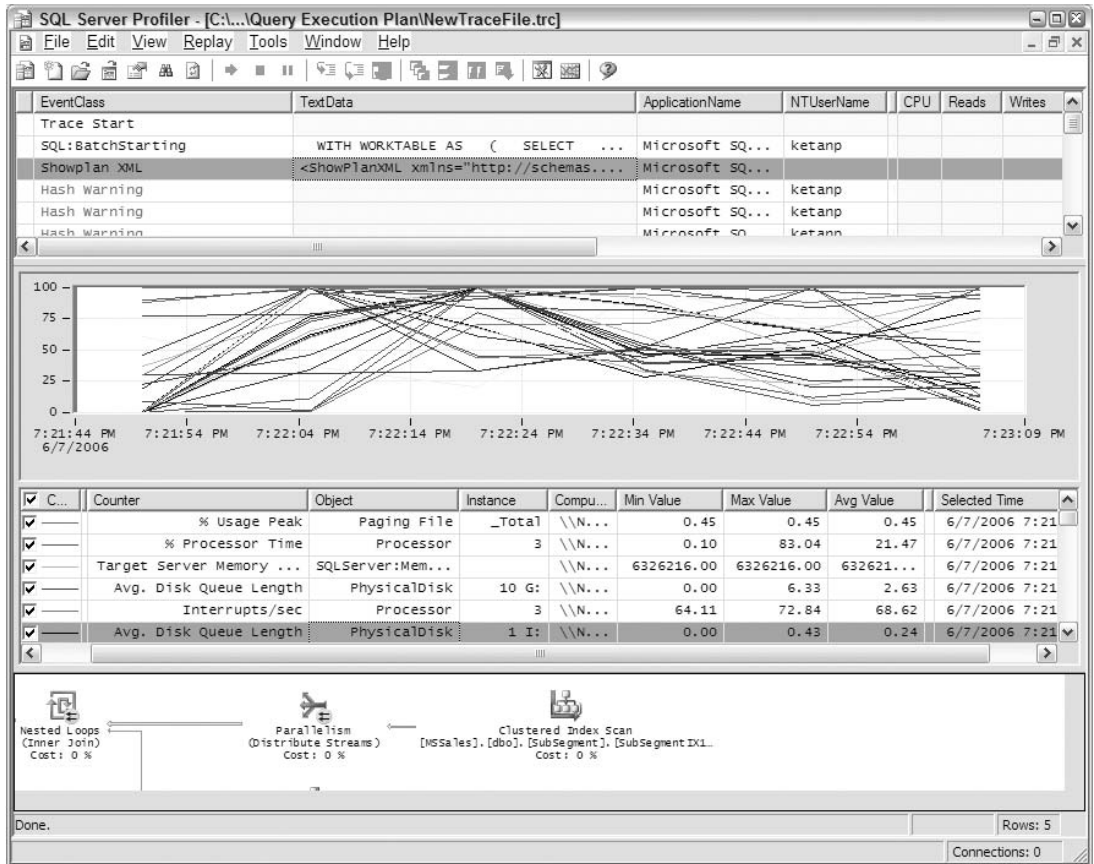 SQL Server Profiler - [C:\...\Query Execution Plan\NewTraceFile.trc]
File Edit View Replay Tools Window Help
EventClass TextData ApplicationName NTUserName CPU Reads Writes
Trace Start
SQL:BatchStarting WITH WORKTABLE AS ( SELECT ... Microsoft SQ... ketanp
Showplan XML <ShowPlanXML xmlns="http://schemas.... Microsoft SQ...
Hash Warning Microsoft SQ... ketanp
Hash Warning Microsoft SQ... ketanp
Hash Warning Microsoft SQ ketanp
100
75
50
25
0
7:21:44 PM 7:21:54 PM 7:22:04 PM 7:22:14 PM 7:22:24 PM 7:22:34 PM 7:22:44 PM 7:22:54 PM 7:23:09 PM
6/7/2006
C... Counter Object Instance Compu... Min Value Max Value Avg Value Selected Time
% Usage Peak Paging File _Total \\N... 0.45 0.45 0.45 6/7/2006 7:21
% Processor Time Processor 3 \\N... 0.10 83.04 21.47 6/7/2006 7:21
Target Server Memory ... SQLServer:Mem... \\N... 6326216.00 6326216.00 632621... 6/7/2006 7:21
Avg. Disk Queue Length PhysicalDisk 10 G: \\N... 0.00 6.33 2.63 6/7/2006 7:21
Interrupts/sec Processor 3 \\N... 64.11 72.84 68.62 6/7/2006 7:21
Avg. Disk Queue Length PhysicalDisk 1 I: \\N... 0.00 0.43 0.24 6/7/2006 7:21
Nested Loops
(Inner Join)
Cost: 0 %
Parallelism
(Distribute Streams)
Cost: 0 %
Clustered Index Scan
[MSSales].[dbo].[SubSegment].[SubSegmentIX1...
Cost: 0 %
Done. Rows: 5
Connections: 0